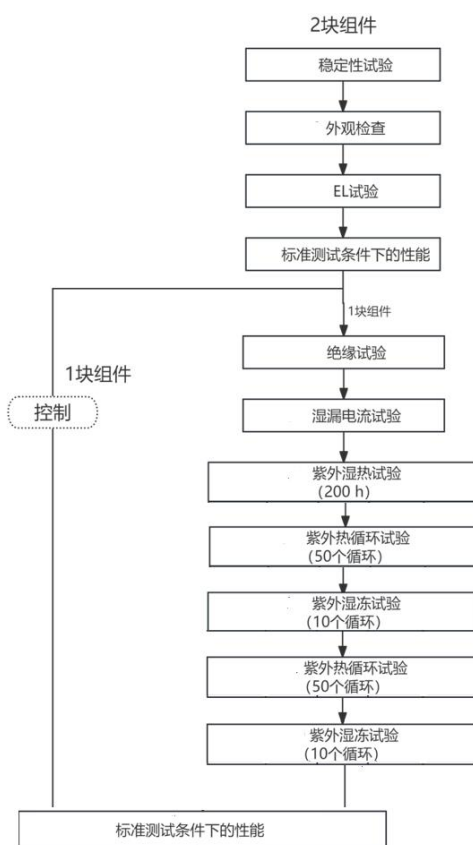 2块组件
稳定性试验
外观检查
EL试验
标准测试条件下的性能
1块组件
绝缘试验
1块组件
控制
湿漏电流试验
紫外湿热试验
(200 h)
紫外热循环试验
(50个循环)
紫外湿冻试验
(10个循环)
紫外热循环试验
(50个循环)
紫外湿冻试验
(10个循环)
标准测试条件下的性能